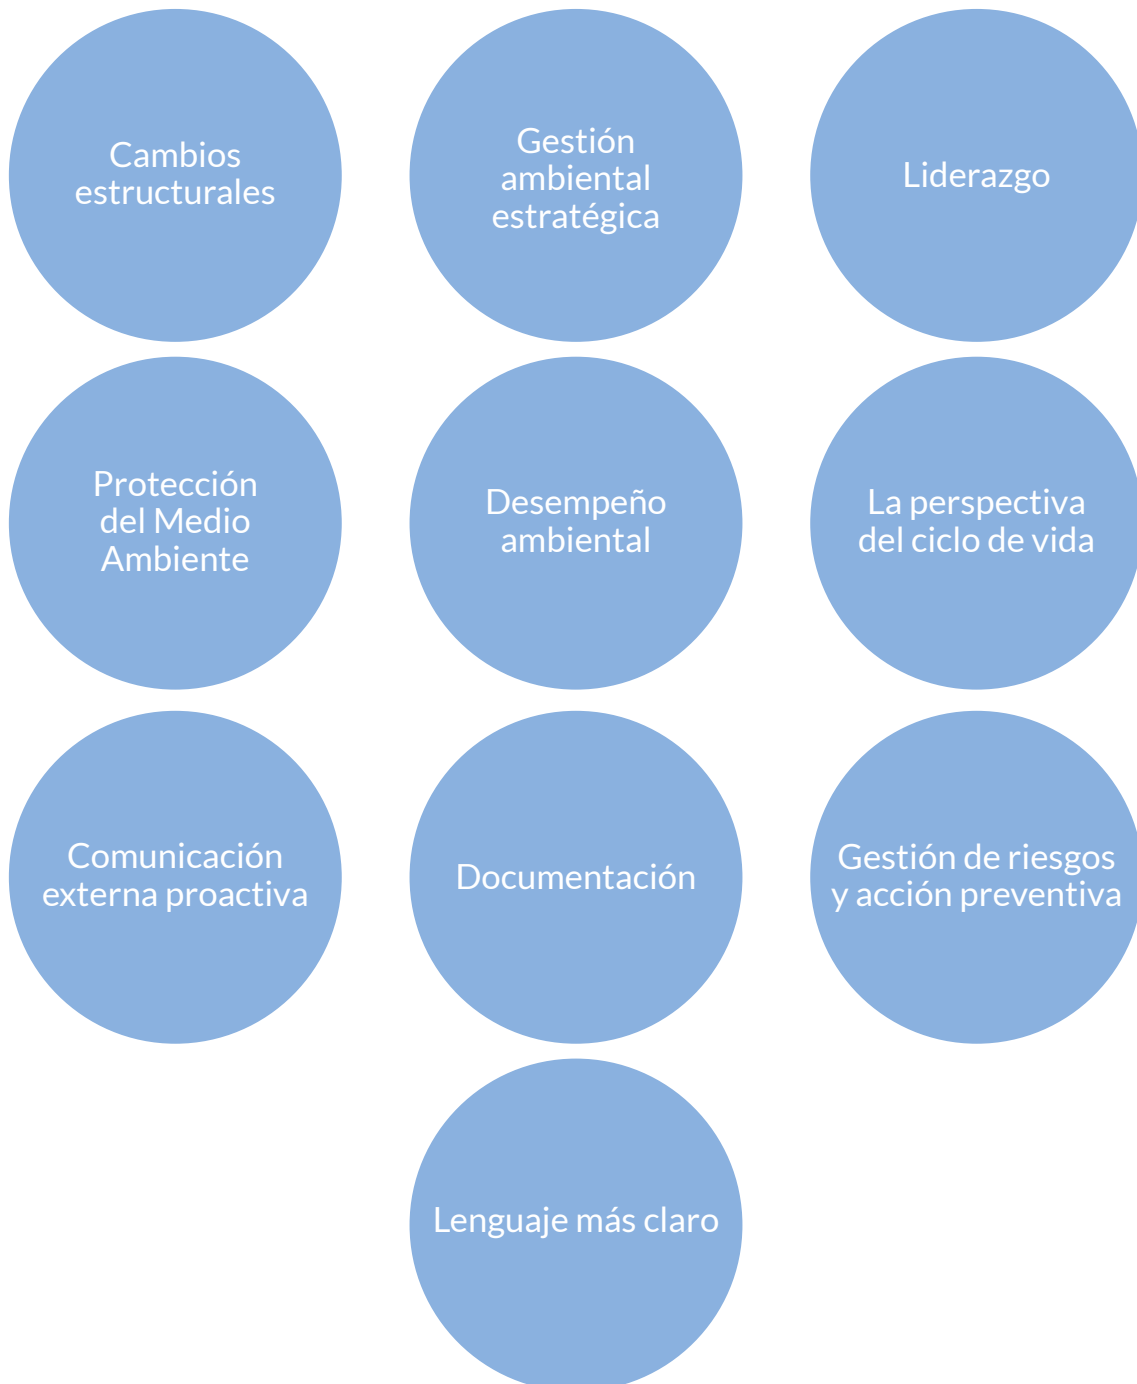 Cambios
estructurales
Gestión
ambiental
estratégica
Liderazgo
Protección
del Medio
Ambiente
Desempeño
ambiental
La perspectiva
del ciclo de vida
Comunicación
externa proactiva
Documentación
Gestión de riesgos
y acción preventiva
Lenguaje más claro